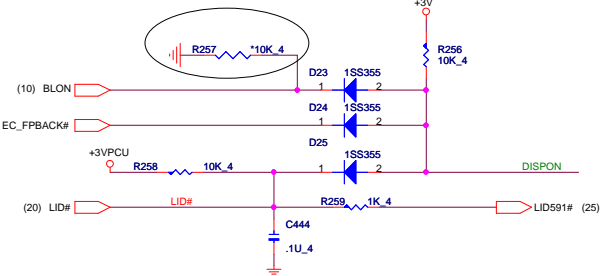 +3V
R257 *10K_4
R256
10K_4
D23 1SS355
(10) BLON 1 2
D24 1SS355
EC_FPBACK# 1 2
D25
1SS355
+3VPCU
R258 10K_4 1 2 DISPON
(20) LID# LID# R259 1K_4 LID591# (25)
C444
.1U_4